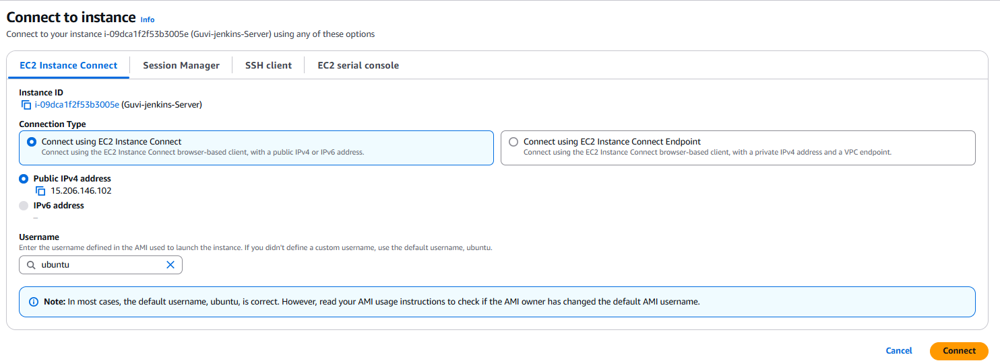 Connect to instance Info
Connect to your instance i-09dca1f2f53b3005e (Guvi-jenkins-Server) using any of these options
EC2 Instance Connect Session Manager SSH client EC2 serial console
Instance ID
i-09dca1f2f53b3005e (Guvi-jenkins-Server)
Connection Type
Connect using EC2 Instance Connect
Connect using the EC2 Instance Connect browser-based client, with a public IPv4 or IPv6 address.
Connect using EC2 Instance Connect Endpoint
Connect using the EC2 Instance Connect browser-based client, with a private IPv4 address and a VPC endpoint.
Public IPv4 address
15.206.146.102
IPv6 address
–
Username
Enter the username defined in the AMI used to launch the instance. If you didn't define a custom username, use the default username, ubuntu.
ubuntu
Note: In most cases, the default username, ubuntu, is correct. However, read your AMI usage instructions to check if the AMI owner has changed the default AMI username.
Cancel Connect